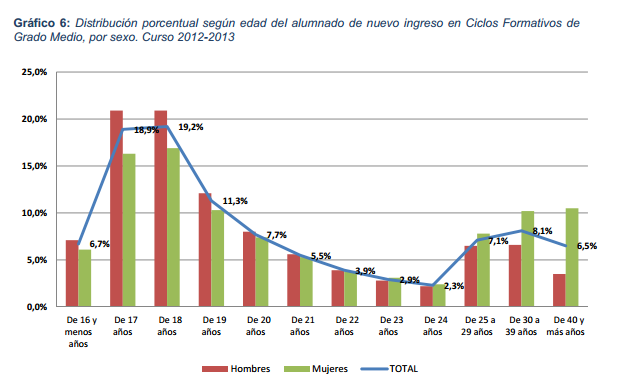 Gráfico 6: Distribución porcentual según edad del alumnado de nuevo ingreso en Ciclos Formativos de
Grado Medio, por sexo. Curso 2012-2013
25,0%
20,0%
15,0%
10,0%
5,0%
0,0%
6,7%
18,9%
19,2%
11,3%
7,7%
5,5%
3,9%
2,9%
2,3%
7,1%
8,1%
6,5%
De 16 y
menos
años
De 17
años
De 18
años
De 19
años
De 20
años
De 21
años
De 22
años
De 23
años
De 24
años
De 25 a
29 años
De 30 a
39 años
De 40 y
más años
Hombres
Mujeres
TOTAL